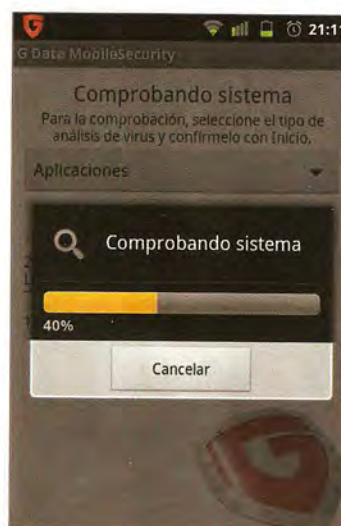 21:11
G Data MobileSecurity
Comprobando sistema
Para la comprobación, seleccione el tipo de
análisis de virus y confírmelo con Inicio.
Aplicaciones
Comprobando sistema
40%
Cancelar